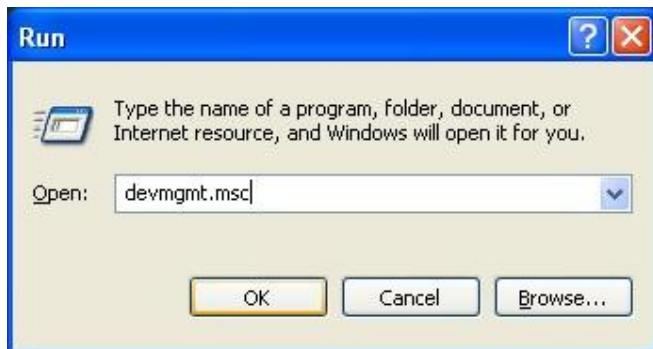 Run
Type the name of a program, folder, document, or
Internet resource, and Windows will open it for you.
Open: devmgmt.msc
OK Cancel Browse...